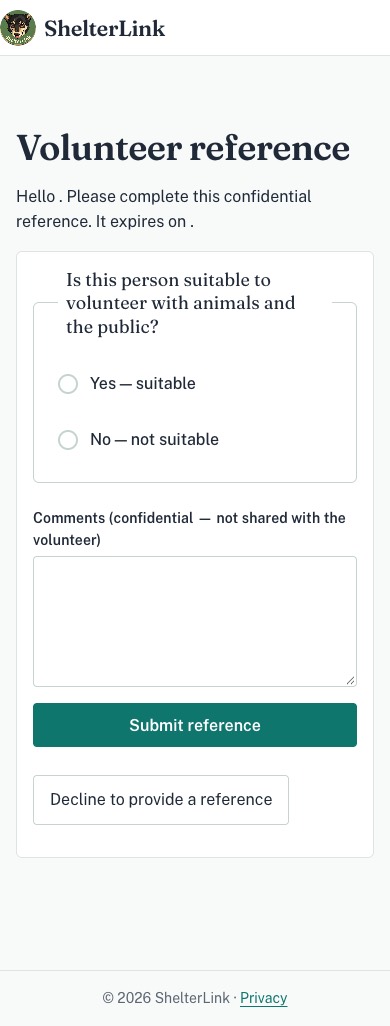 ShelterLink
Volunteer reference
Hello . Please complete this confidential
reference. It expires on .
Is this person suitable to
volunteer with animals and
the public?
Yes — suitable
No — not suitable
Comments (confidential — not shared with the
volunteer)
Submit reference
Decline to provide a reference
© 2026 ShelterLink · Privacy